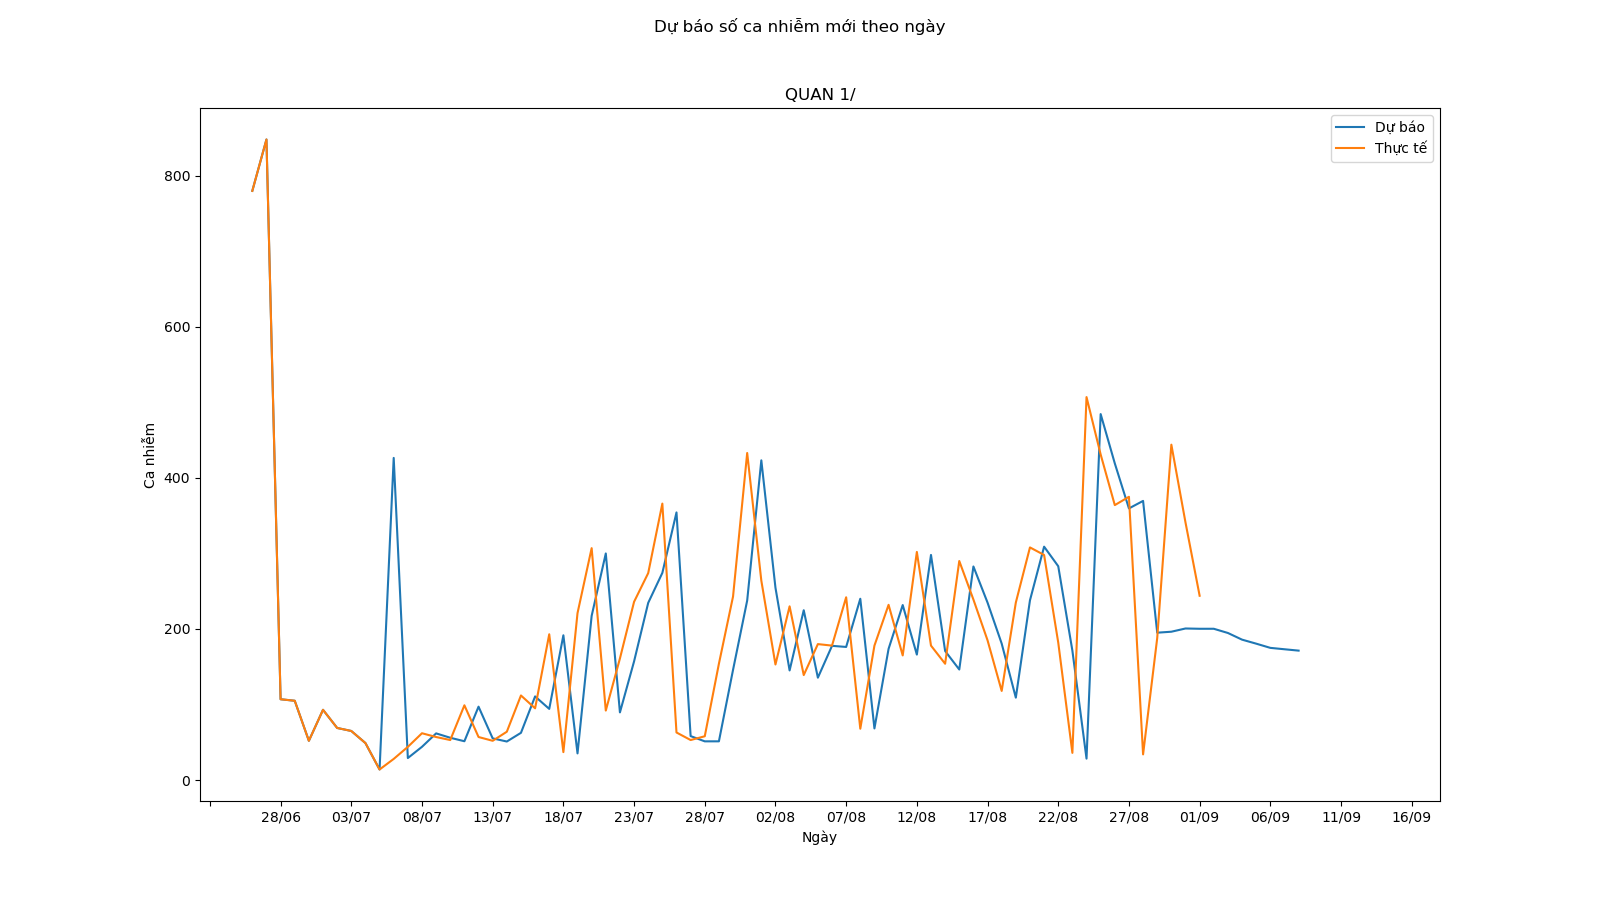 Dự báo số ca nhiễm mới theo ngày
QUAN 1/
Dự báo
Thực tế
800
600
400
200
0
Ca nhiễm
28/06 03/07 08/07 13/07 18/07 23/07 28/07 02/08 07/08 12/08 17/08 22/08 27/08 01/09 06/09 11/09 16/09
Ngày